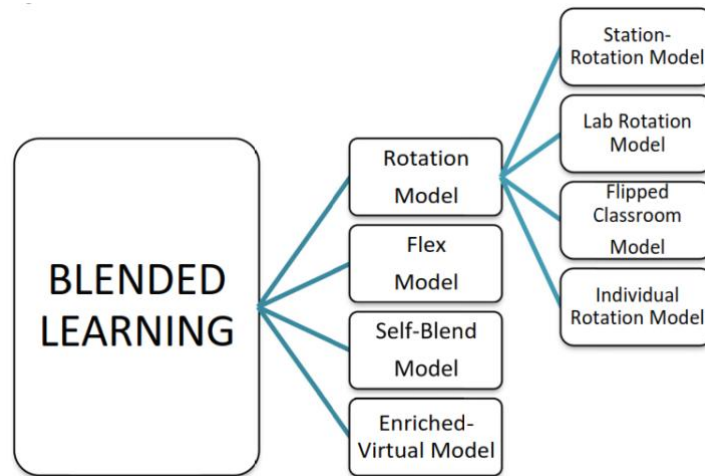 BLENDED
LEARNING
Rotation
Model
Flex
Model
Self-Blend
Model
Enriched-
Virtual Model
Station-
Rotation Model
Lab Rotation
Model
Flipped
Classroom
Model
Individual
Rotation Model